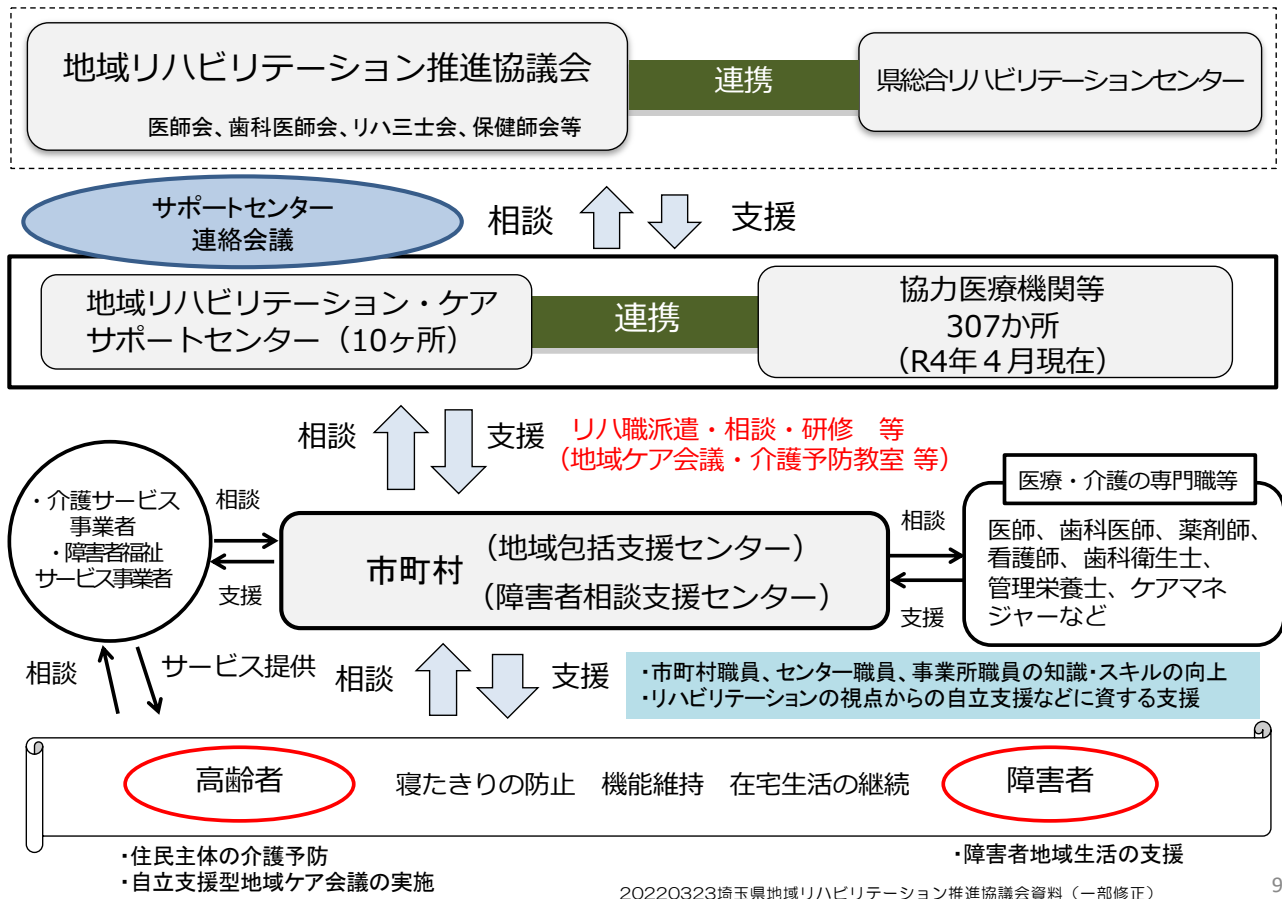 地域リハビリテーション推進協議会
医師会、歯科医師会、リハ三士会、保健師会等
連携
県総合リハビリテーションセンター
サポートセンター
連絡会議
相談
支援
地域リハビリテーション・ケア
サポートセンター（10ヶ所）
連携
協力医療機関等
307か所
（R4年４月現在）
相談
支援
リハ職派遣・相談・研修　等
（地域ケア会議・介護予防教室 等）
・介護サービス
事業者
・障害者福祉
サービス事業者
相談
支援
市町村
（地域包括支援センター）
（障害者相談支援センター）
相談
支援
医療・介護の専門職等
医師、歯科医師、薬剤師、
看護師、歯科衛生士、
管理栄養士、ケアマネ
ジャーなど
相談
サービス提供
相談
支援
・市町村職員、センター職員、事業所職員の知識・スキルの向上
・リハビリテーションの視点からの自立支援などに資する支援
高齢者
寝たきりの防止　機能維持　在宅生活の継続
障害者
・住民主体の介護予防
・自立支援型地域ケア会議の実施
・障害者地域生活の支援
20220323埼玉県地域リハビリテーション推進協議会資料（一部修正）
9